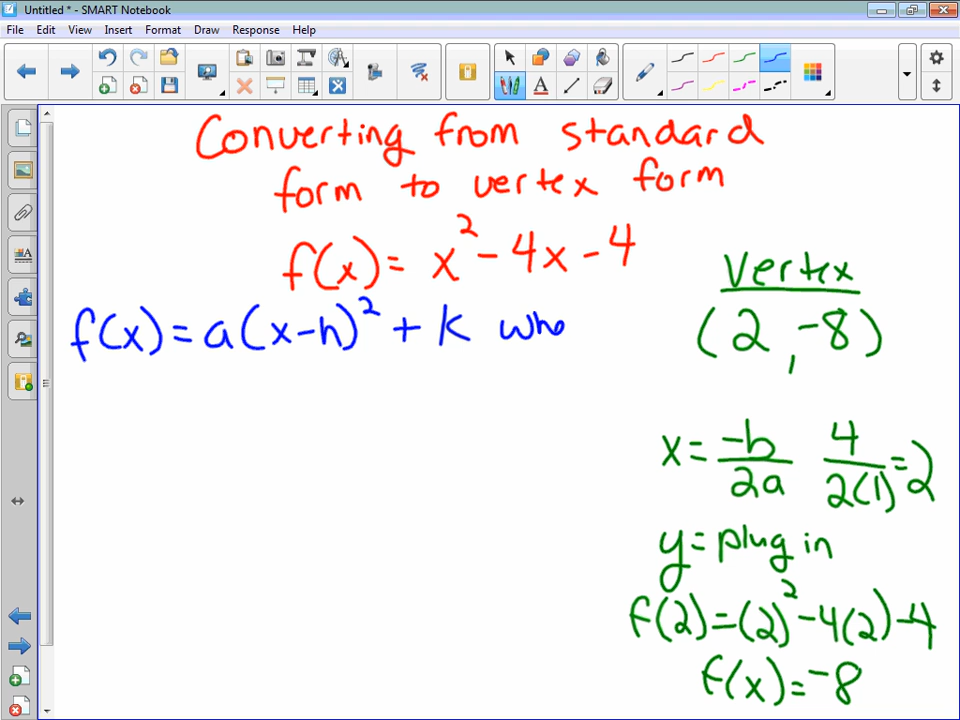 Untitled * - SMART Notebook
File Edit View Insert Format Draw Response Help
Converting from standard
form to vertex form
f(x) = x² - 4x - 4
f(x) = a(x-h)² + k who
vertex
(2, -8)
x = -b/2a 4/2(1) = 2
y = plug in
f(2) = (2)² - 4(2) - 4
f(x) = -8